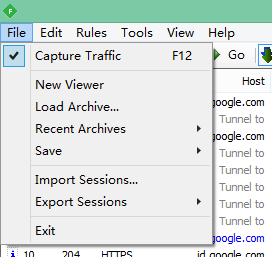 File Edit Rules Tools View Help
Capture Traffic F12
Go
New Viewer
Load Archive...
Recent Archives
Save
Import Sessions...
Export Sessions
Exit
Host
google.com
Tunnel to
google.com
Tunnel to
Tunnel to
Tunnel to
Tunnel to
google.com
10 204 HTTPS id.google.com